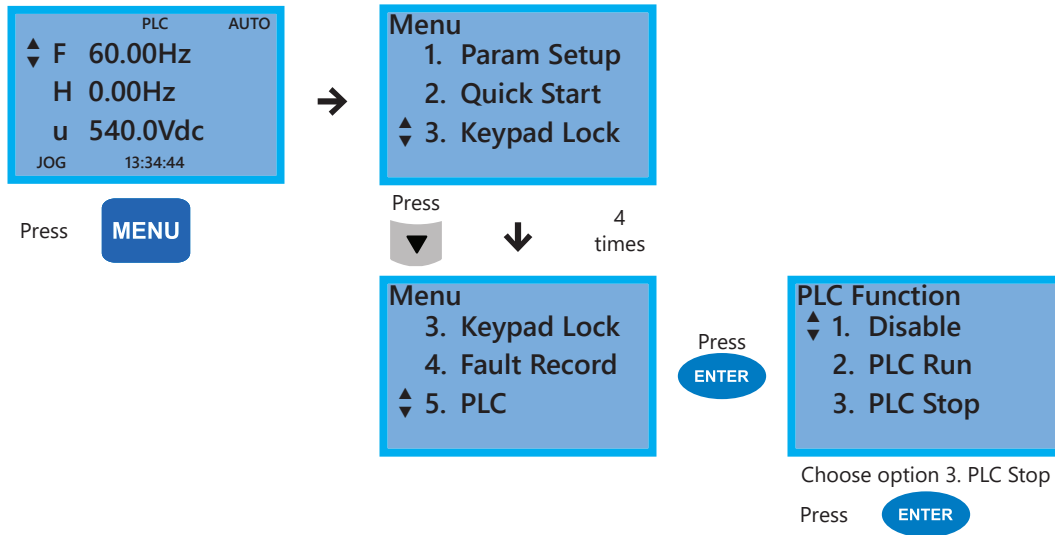 PLC AUTO
F 60.00Hz
H 0.00Hz
u 540.0Vdc
JOG 13:34:44
Press MENU
Menu
1. Param Setup
2. Quick Start
3. Keypad Lock
Press
4
times
Menu
3. Keypad Lock
4. Fault Record
5. PLC
Press
ENTER
PLC Function
1. Disable
2. PLC Run
3. PLC Stop
Choose option 3. PLC Stop
Press ENTER